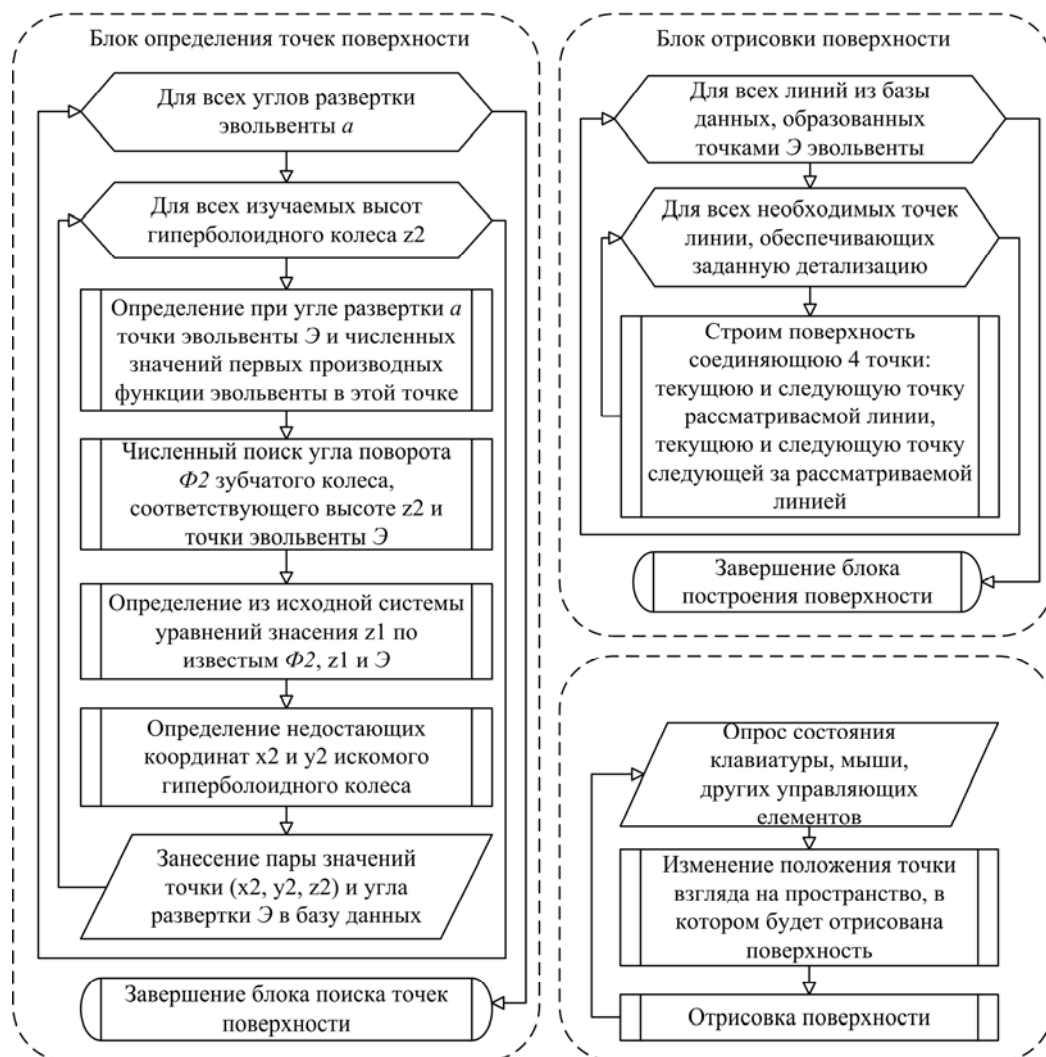 Блок определения точек поверхности
Для всех углов развертки
эвольвенты а
Для всех изучаемых высот
гиперболоидного колеса z2
Определение при угле развертки а
точки эвольвенты Э и численных
значений первых производных
функции эвольвенты в этой точке
Численный поиск угла поворота
Ф2 зубчатого колеса,
соответствующего высоте z2 и
точки эвольвенты Э
Определение из исходной системы
уравнений знасения z1 по
известым Ф2, z1 и Э
Определение недостающих
координат x2 и y2 искомого
гиперболоидного колеса
Занесение пары значений
точки (x2, y2, z2) и угла
развертки Э в базу данных
Завершение блока поиска точек
поверхности
Блок отрисовки поверхности
Для всех линий из базы
данных, образованных
точками Э эвольвенты
Для всех необходимых точек
линии, обеспечивающих
заданную детализацию
Строим поверхность
соединяющюю 4 точки:
текущюю и следующую точку
рассматривасмой линии,
текущюю и следующую точку
следующей за рассматриваемой
линией
Завершение блока
построения поверхности
Опрос состояния
клавиатуры, мыши,
других управляющих
элементов
Изменение положения точки
взгляда на пространство, в
котором будет отрисована
поверхность
Отрисовка поверхности